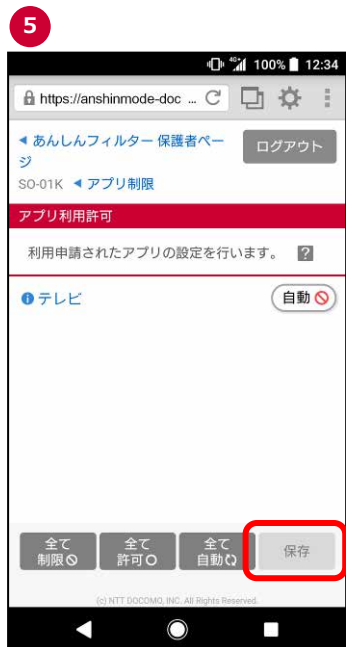 5
4G 100% 12:34
https://anshinmode-doc ...
あんしんフィルター 保護者ペー
ジ
ログアウト
SO-01K ◀ アプリ制限
アプリ利用許可
利用申請されたアプリの設定を行います。 ?
テレビ
自動
全て
制限
全て
許可
全て
自動
保存
(c) NTT DOCOMO, INC. All Rights Reserved.